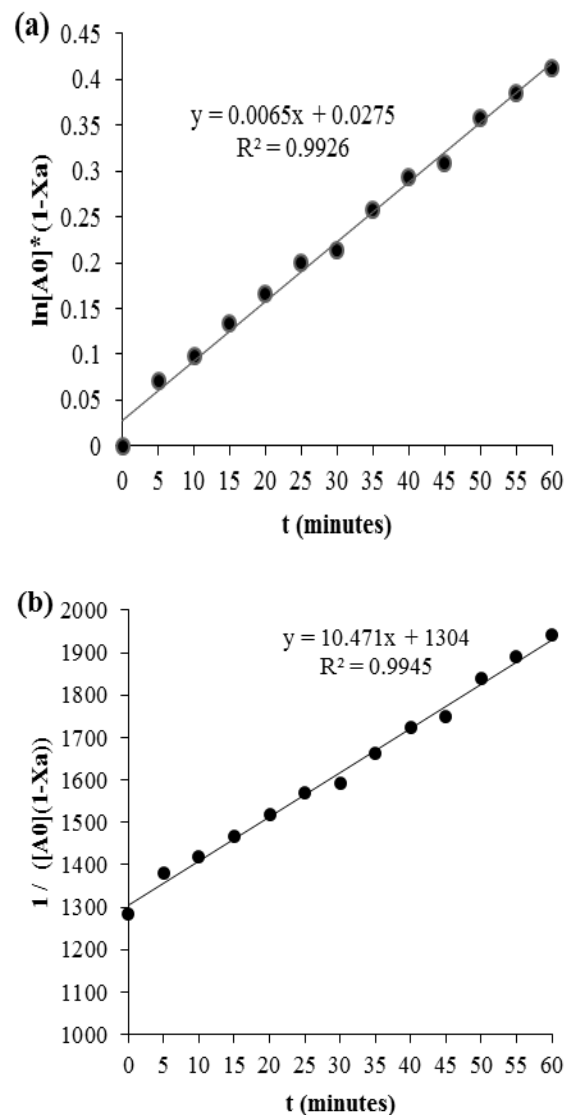 (a)
0.45
0.4
0.35
0.3
0.25
0.2
0.15
0.1
0.05
0
ln[A0]*(1-Xa)
y = 0.0065x + 0.0275
R² = 0.9926
0 5 10 15 20 25 30 35 40 45 50 55 60
t (minutes)
(b)
2000
1900
1800
1700
1600
1500
1400
1300
1200
1100
1000
1 / ([A0](1-Xa))
y = 10.471x + 1304
R² = 0.9945
0 5 10 15 20 25 30 35 40 45 50 55 60
t (minutes)